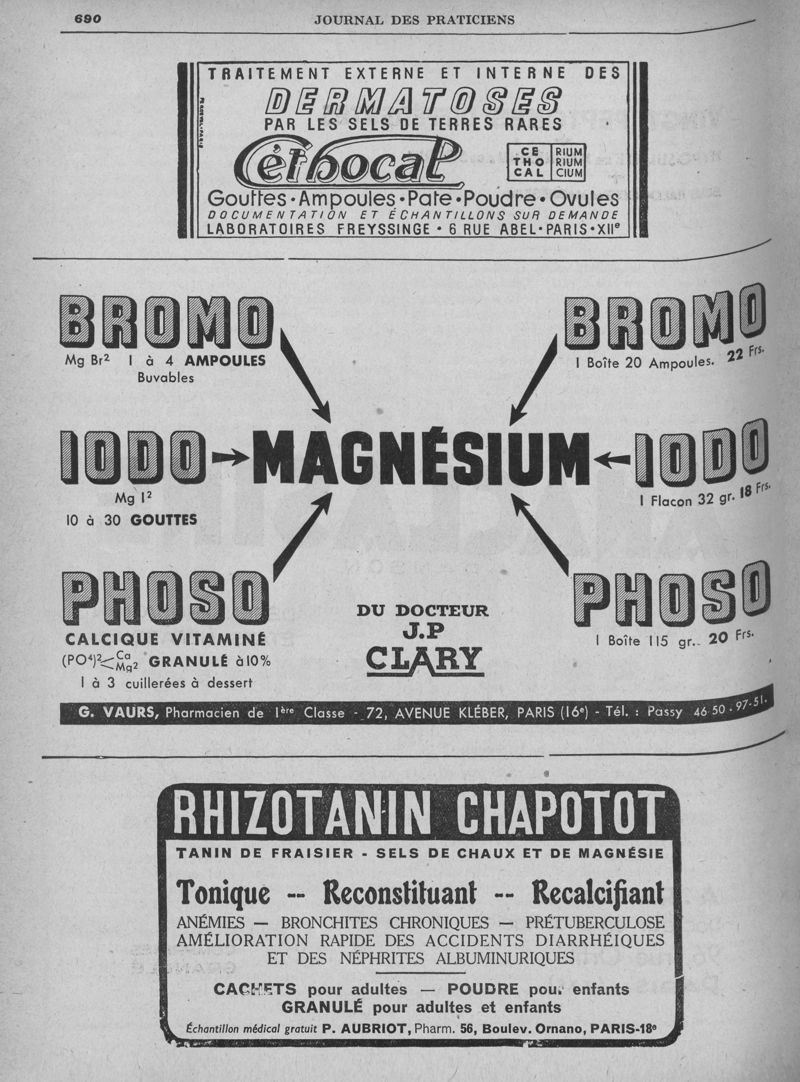 690
JOURNAL DES PRATICIENS
TRAITEMENT EXTERNE ET INTERNE DES
DERMATOSES
PAR LES SELS DE TERRES RARES
Cethocal
CE RIUM
THO RIUM
CAL CIUM
Gouttes • Ampoules • Pate • Poudre • Ovules
DOCUMENTATION ET ÉCHANTILLONS SUR DEMANDE
LABORATOIRES FREYSSINGE • 6 RUE ABEL • PARIS • XIIe
BROMO
Mg Br2 1 à 4 AMPOULES
Buvables
BROMO
1 Boîte 20 Ampoules. 22 Frs.
IODO
MAGNÉSIUM
IODO
Mg I2
10 à 30 GOUTTES
1 Flacon 32 gr. 18 Frs.
PHOSO
CALCIQUE VITAMINÉ
(PO4)2 Ca Mg2 GRANULÉ à 10%
1 à 3 cuillerées à dessert
DU DOCTEUR
J.P
CLARY
PHOSO
1 Boîte 115 gr.. 20 Frs.
G. VAURS, Pharmacien de 1ère Classe - 72, AVENUE KLÉBER, PARIS (16e) - Tél. : Passy 46-50 - 97-51.
RHIZOTANIN CHAPOTOT
TANIN DE FRAISIER - SELS DE CHAUX ET DE MAGNÉSIE
Tonique -- Reconstituant -- Recalcifiant
ANÉMIES — BRONCHITES CHRONIQUES — PRÉTUBERCULOSE
AMÉLIORATION RAPIDE DES ACCIDENTS DIARRHÉIQUES
ET DES NÉPHRITES ALBUMINURIQUES
CACHETS pour adultes — POUDRE pour enfants
GRANULÉ pour adultes et enfants
Échantillon médical gratuit P. AUBRIOT, Pharm. 56, Boulev. Ornano, PARIS-18e